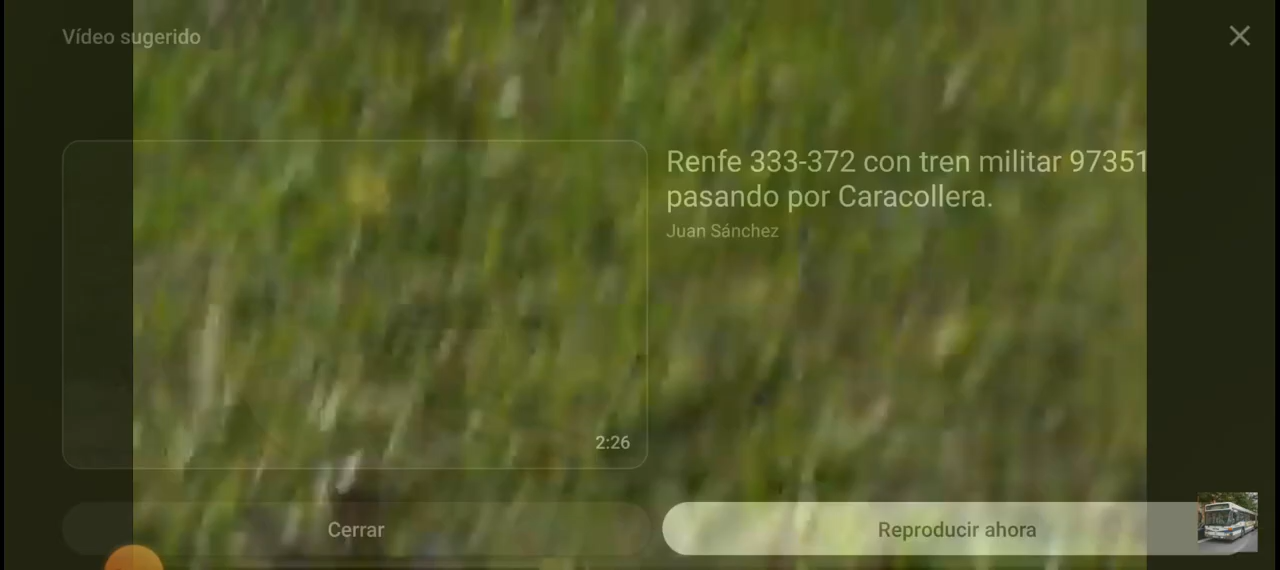 Vídeo sugerido
Renfe 333-372 con tren militar 97351
pasando por Caracollera.
Juan Sánchez
2:26
Cerrar
Reproducir ahora